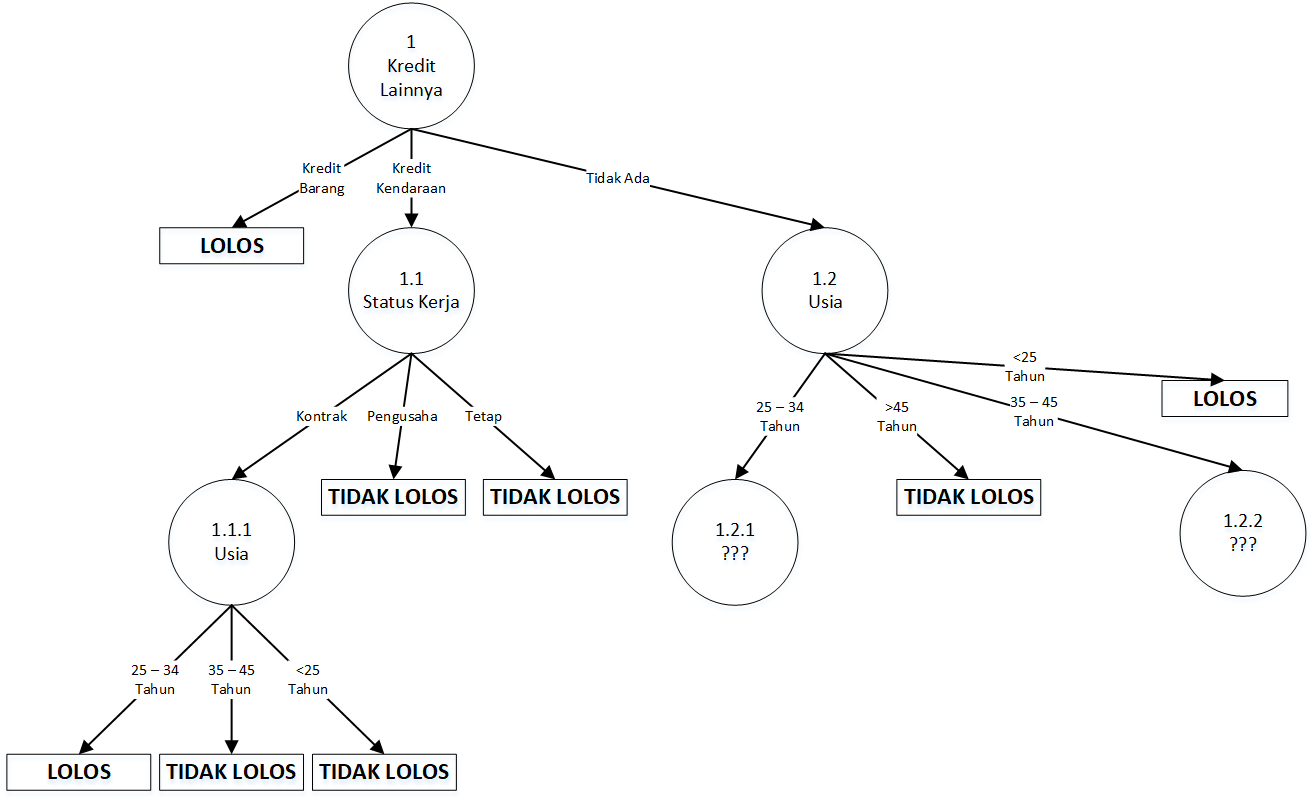 1
Kredit
Lainnya
Kredit
Barang
Kredit
Kendaraan
Tidak Ada
LOLOS
1.1
Status Kerja
1.2
Usia
Kontrak
Pengusaha
Tetap
25 – 34
Tahun
>45
Tahun
35 – 45
Tahun
<25
Tahun
LOLOS
TIDAK LOLOS
TIDAK LOLOS
TIDAK LOLOS
1.1.1
Usia
1.2.1
???
1.2.2
???
25 – 34
Tahun
35 – 45
Tahun
<25
Tahun
LOLOS
TIDAK LOLOS
TIDAK LOLOS